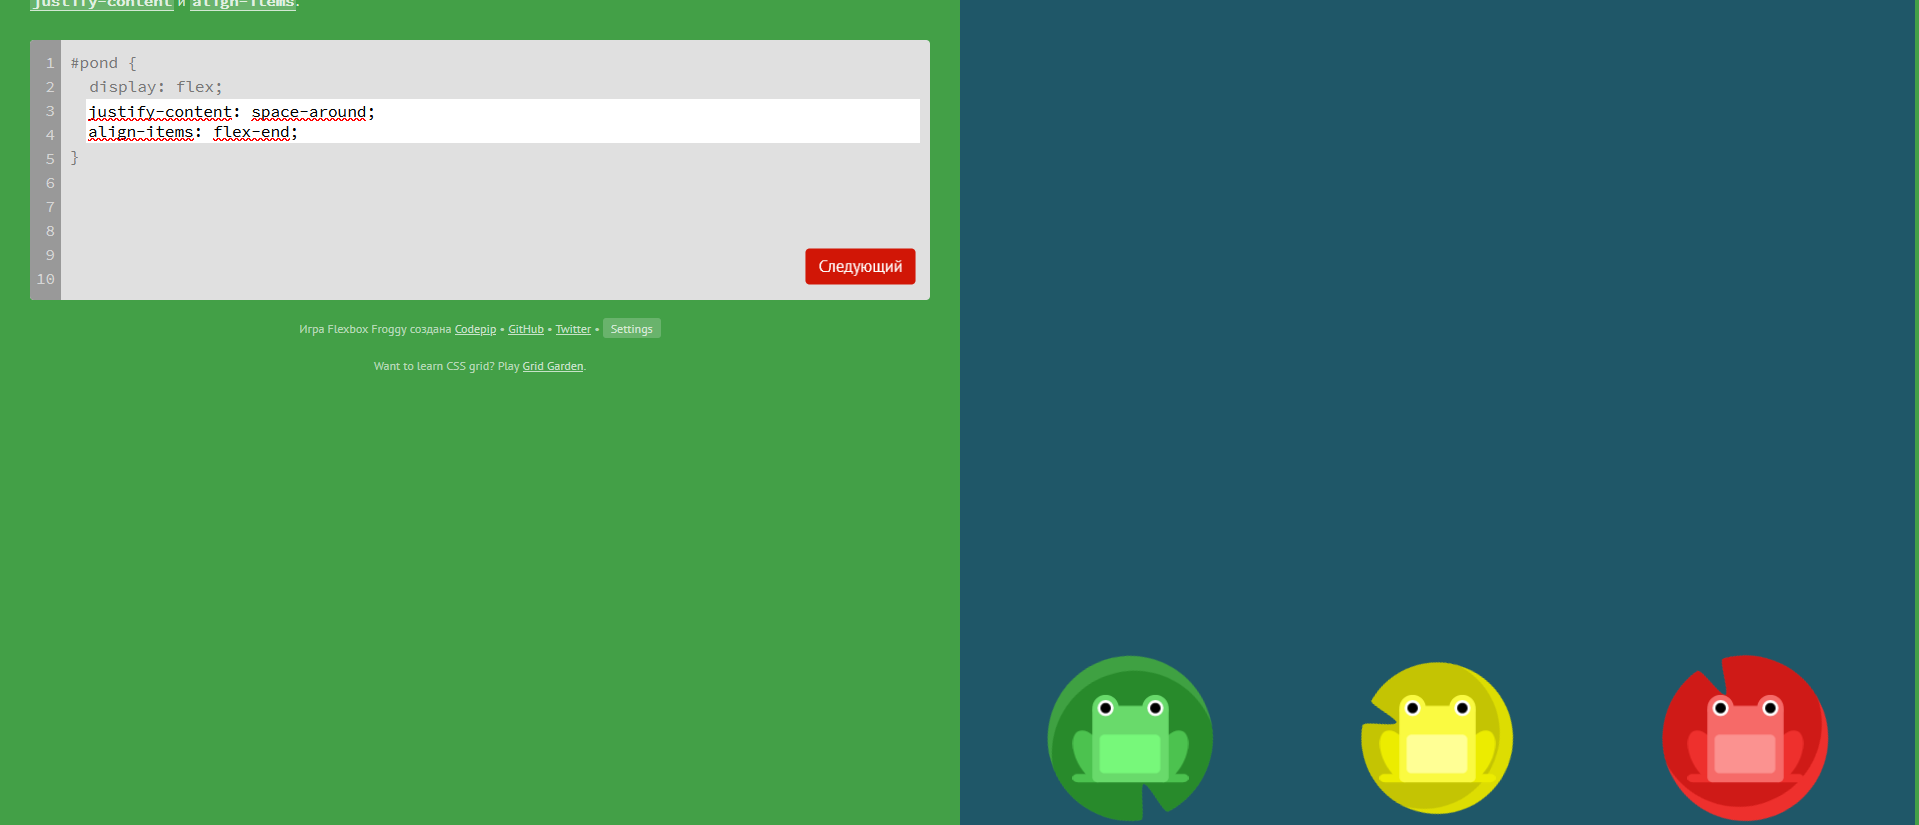 justify-content и align-items.
1 #pond {
2 display: flex;
3 justify-content: space-around;
4 align-items: flex-end;
5 }
6
7
8
9
10
Следующий
Игра Flexbox Froggy создана Codepip • GitHub • Twitter • Settings
Want to learn CSS grid? Play Grid Garden.